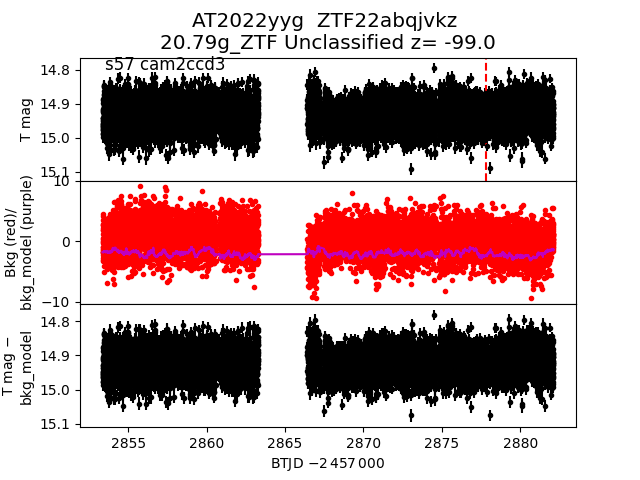 AT2022yyg  ZTF22abqjvkz
20.79g_ZTF Unclassified z= -99.0
s57 cam2ccd3
14.8
14.9
15.0
15.1
T mag
10
0
−10
Bkg (red)/
bkg_model (purple)
14.8
14.9
15.0
15.1
T mag −
bkg_model
2855 2860 2865 2870 2875 2880
BTJD −2 457 000